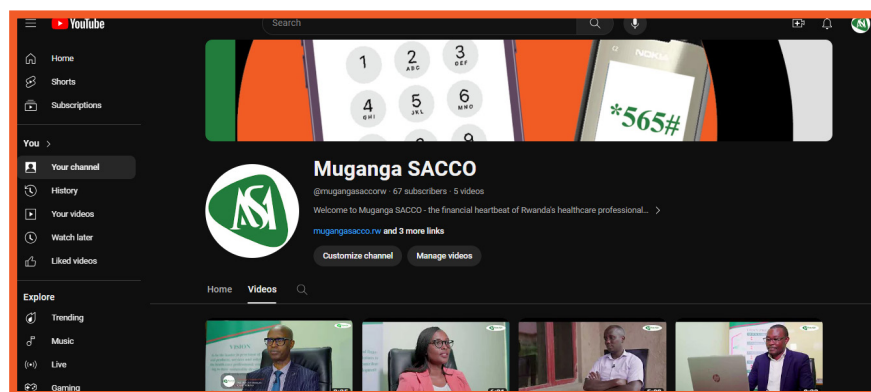 YouTube
Search
Home
Shorts
Subscriptions
You >
Your channel
History
Your videos
Watch later
Liked videos
Explore
Trending
Music
Live
Gaming
1
2 ABC
3 DEF
4 GHI
5 JKL
6 MNO
NOKIA
*565#
Muganga SACCO
@mugangasaccorw · 67 subscribers · 5 videos
Welcome to Muganga SACCO - the financial heartbeat of Rwanda's healthcare professional... >
mugangasacco.rw and 3 more links
Customize channel
Manage videos
Home
Videos
VISION